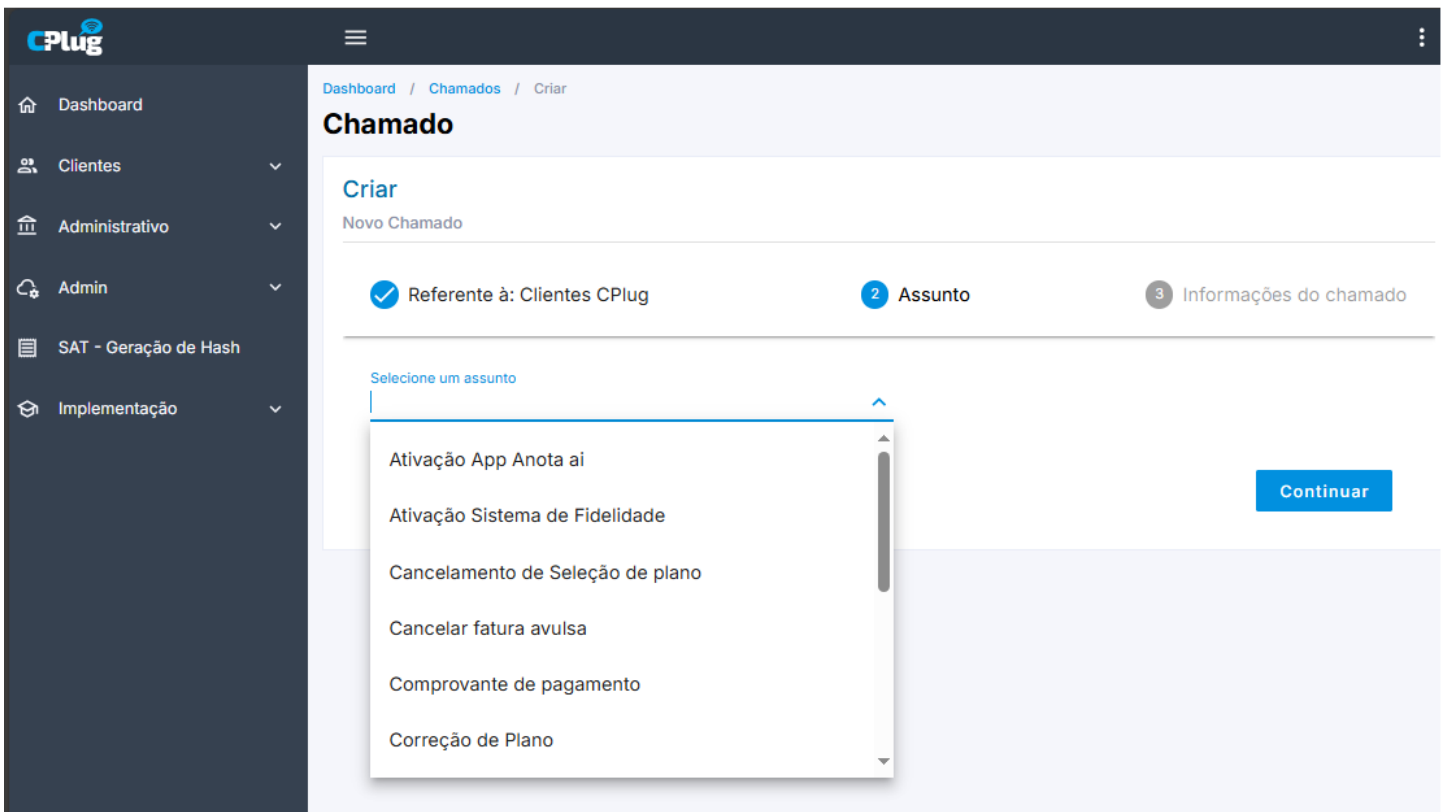 CPlug
Dashboard
Clientes
Administrativo
Admin
SAT - Geração de Hash
Implementação
Dashboard / Chamados / Criar
Chamado
Criar
Novo Chamado
Referente à: Clientes CPlug
2 Assunto
3 Informações do chamado
Selecione um assunto
Ativação App Anota ai
Ativação Sistema de Fidelidade
Cancelamento de Seleção de plano
Cancelar fatura avulsa
Comprovante de pagamento
Correção de Plano
Continuar